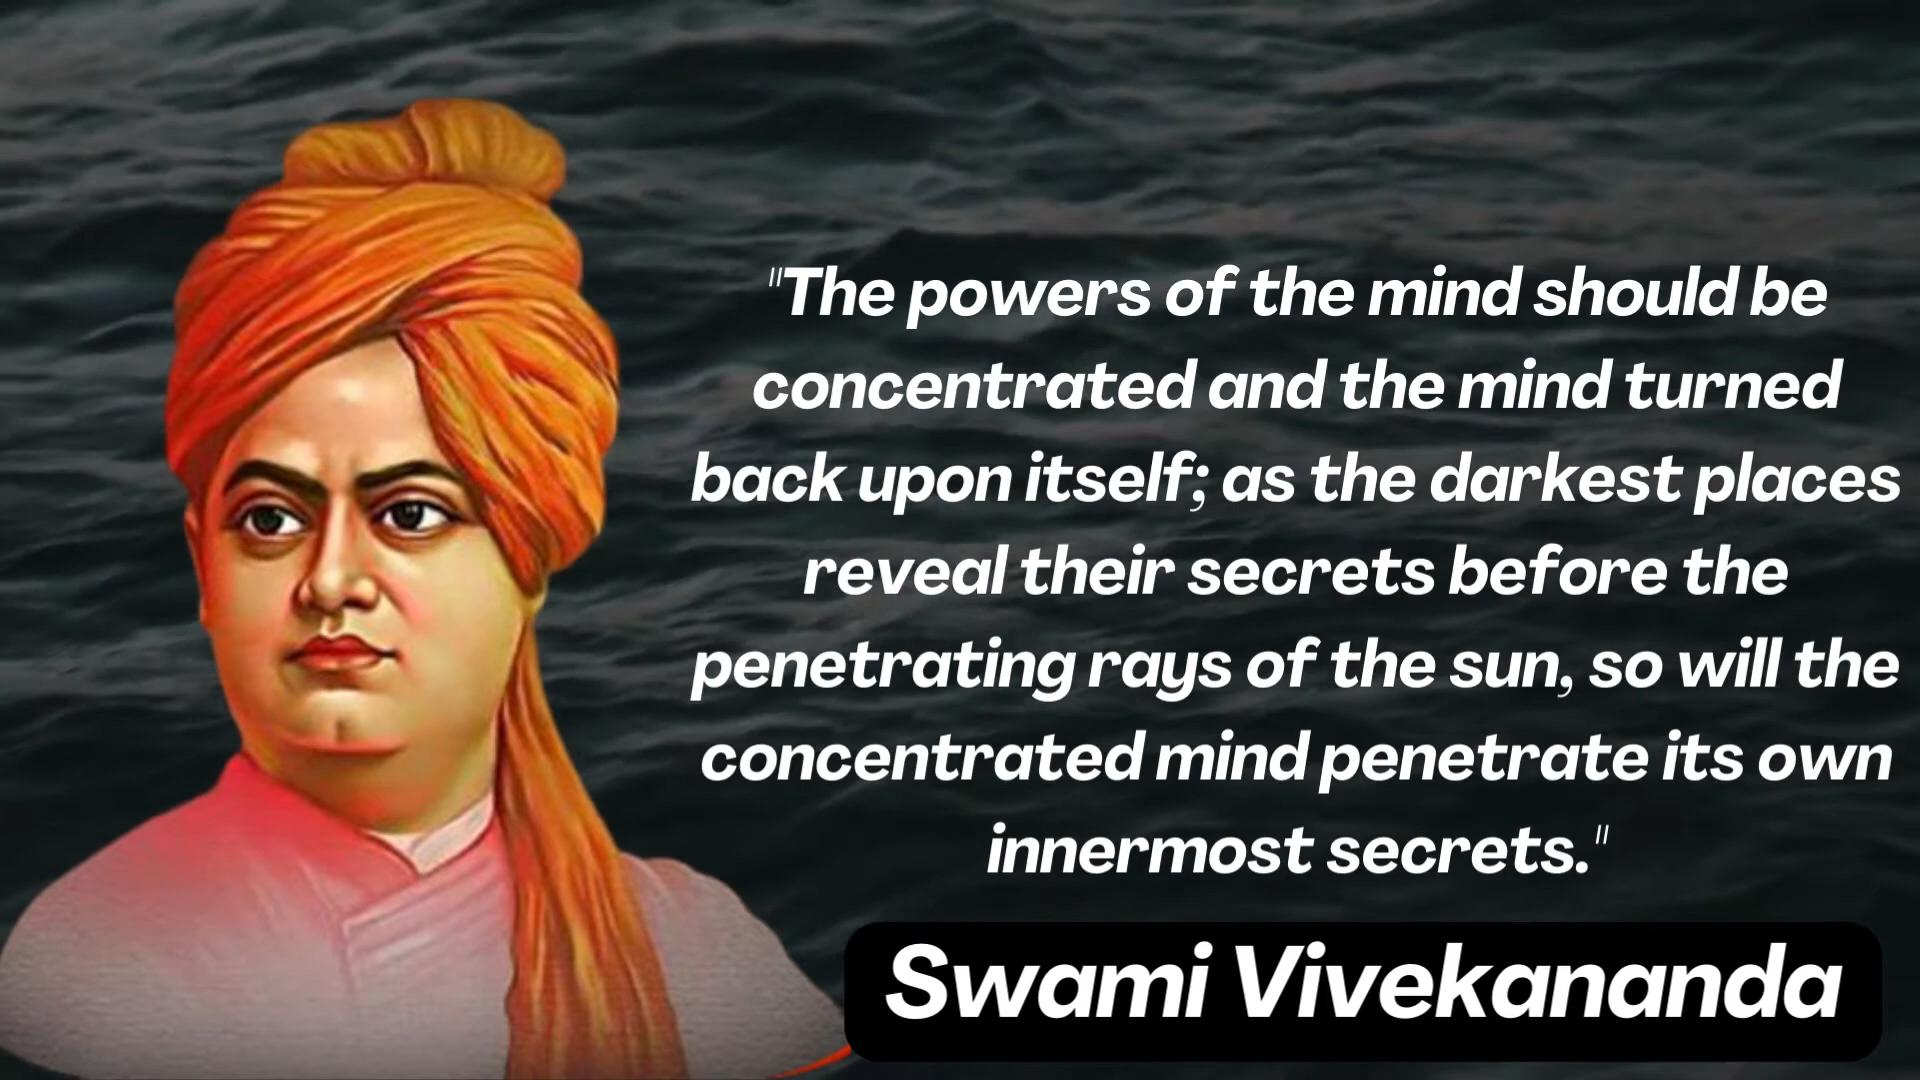 "The powers of the mind should be
concentrated and the mind turned
back upon itself; as the darkest places
reveal their secrets before the
penetrating rays of the sun, so will the
concentrated mind penetrate its own
innermost secrets."
Swami Vivekananda